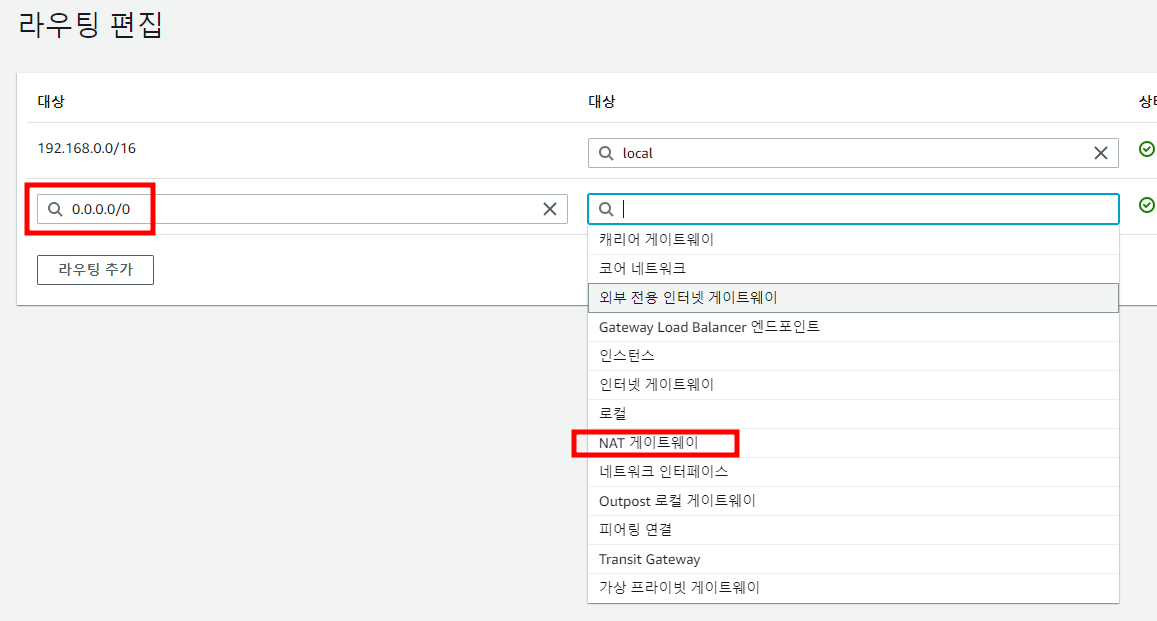 라우팅 편집
대상 대상
192.168.0.0/16 local
0.0.0.0/0
라우팅 추가
캐리어 게이트웨이
코어 네트워크
외부 전용 인터넷 게이트웨이
Gateway Load Balancer 엔드포인트
인스턴스
인터넷 게이트웨이
로컬
NAT 게이트웨이
네트워크 인터페이스
Outpost 로컬 게이트웨이
피어링 연결
Transit Gateway
가상 프라이빗 게이트웨이